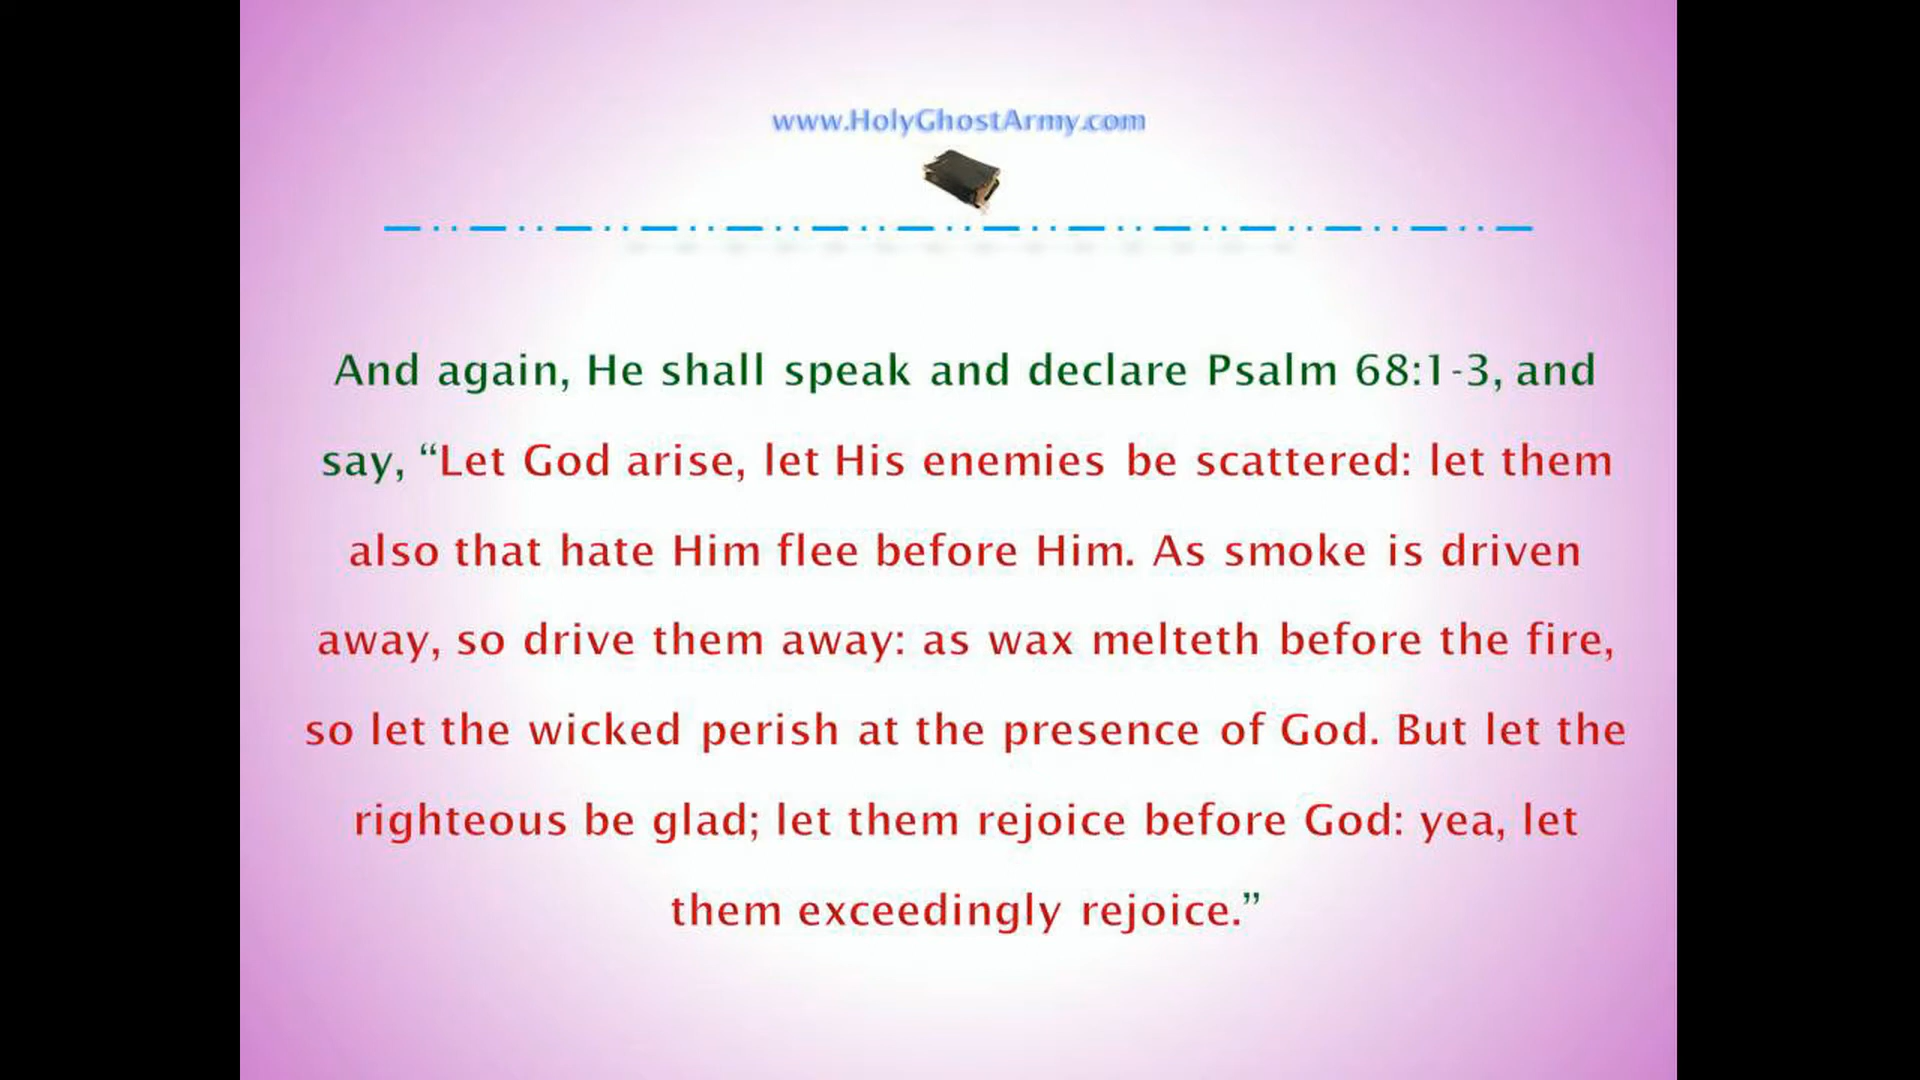 www.HolyGhostArmy.com
And again, He shall speak and declare Psalm 68:1-3, and
say, “Let God arise, let His enemies be scattered: let them
also that hate Him flee before Him. As smoke is driven
away, so drive them away: as wax melteth before the fire,
so let the wicked perish at the presence of God. But let the
righteous be glad; let them rejoice before God: yea, let
them exceedingly rejoice.”